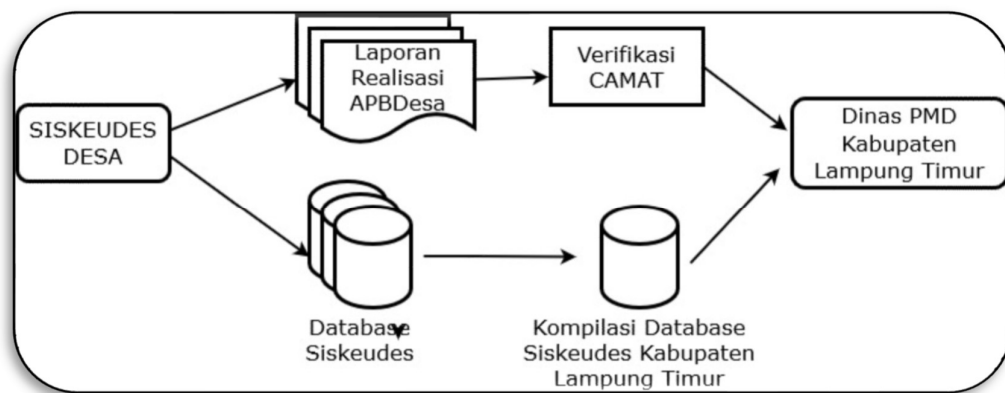 SISKEUDES
DESA
Laporan
Realisasi
APBDesa
Verifikasi
CAMAT
Dinas PMD
Kabupaten
Lampung Timur
Database
Siskeudes
Kompilasi Database
Siskeudes Kabupaten
Lampung Timur